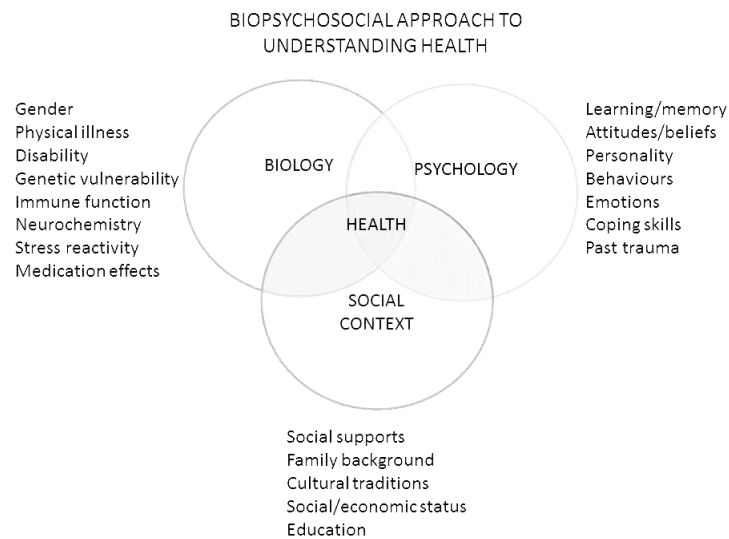 BIOPSYCHOSOCIAL APPROACH TO
UNDERSTANDING HEALTH
Gender
Physical illness
Disability
Genetic vulnerability
Immune function
Neurochemistry
Stress reactivity
Medication effects
BIOLOGY
PSYCHOLOGY
HEALTH
SOCIAL
CONTEXT
Learning/memory
Attitudes/beliefs
Personality
Behaviours
Emotions
Coping skills
Past trauma
Social supports
Family background
Cultural traditions
Social/economic status
Education